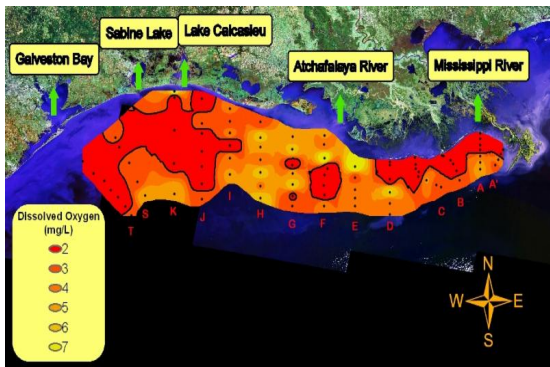 Sabine Lake
Lake Calcasieu
Galveston Bay
Atchafalaya River
Mississippi River
A A'
B
C
D
E
F
G
H
I
J
K
S
T
Dissolved Oxygen
(mg/L)
2
3
4
5
6
7
N
W E
S